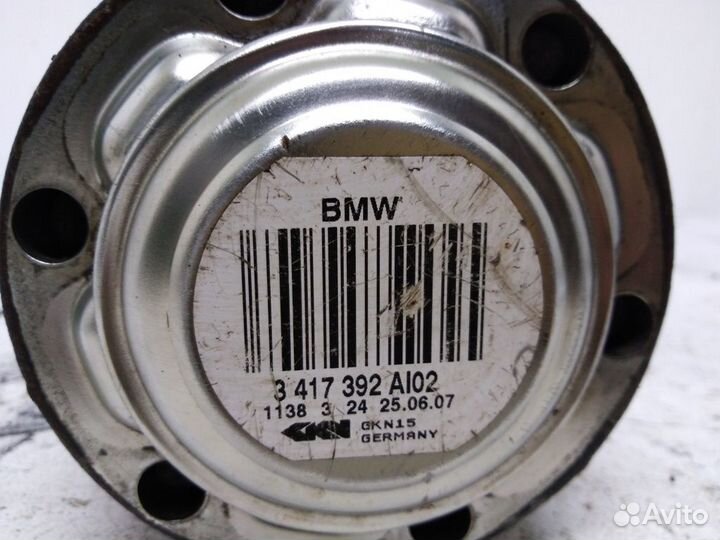 BMW
3 417 392 AI02
1138 3 24 25.06.07
GKN GKN15
GERMANY
Avito